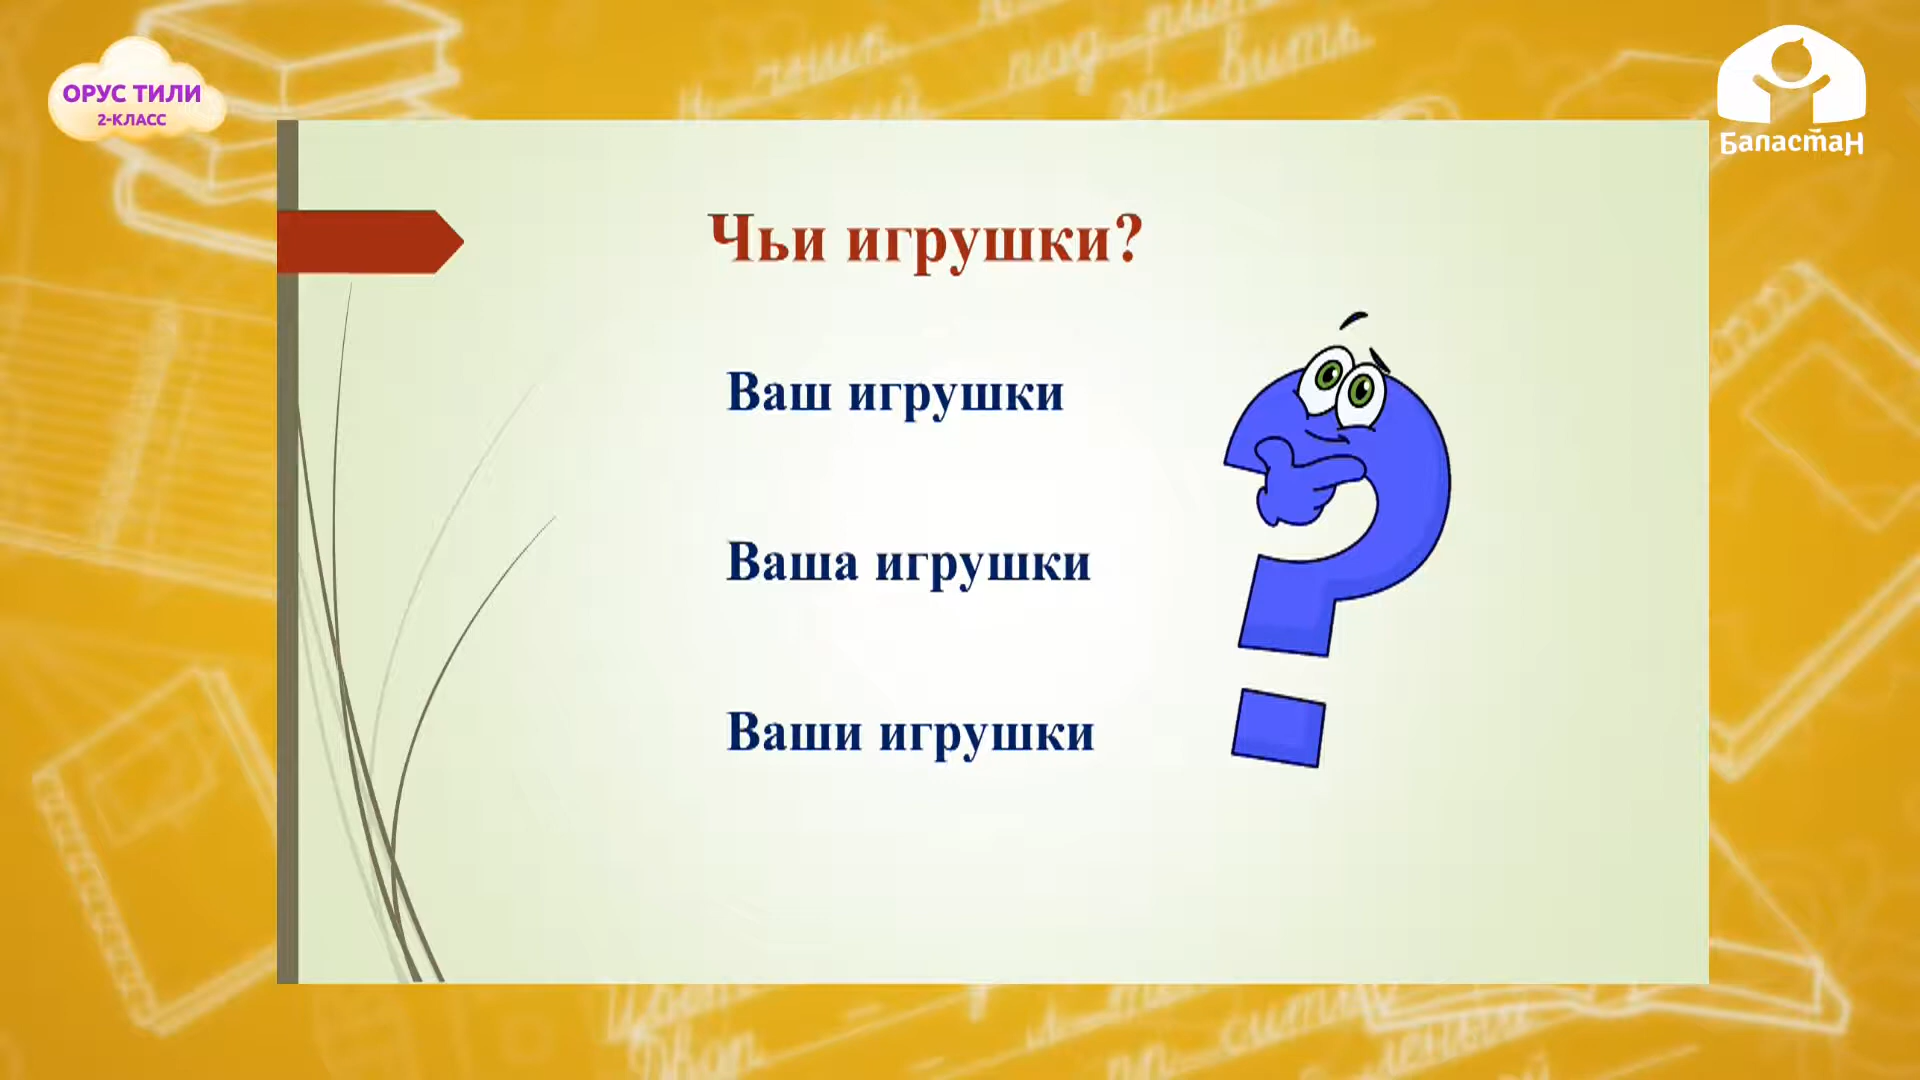 ОРУС ТИЛИ
2-КЛАСС
Баластан
Чьи игрушки?
Ваш игрушки
Ваша игрушки
Ваши игрушки